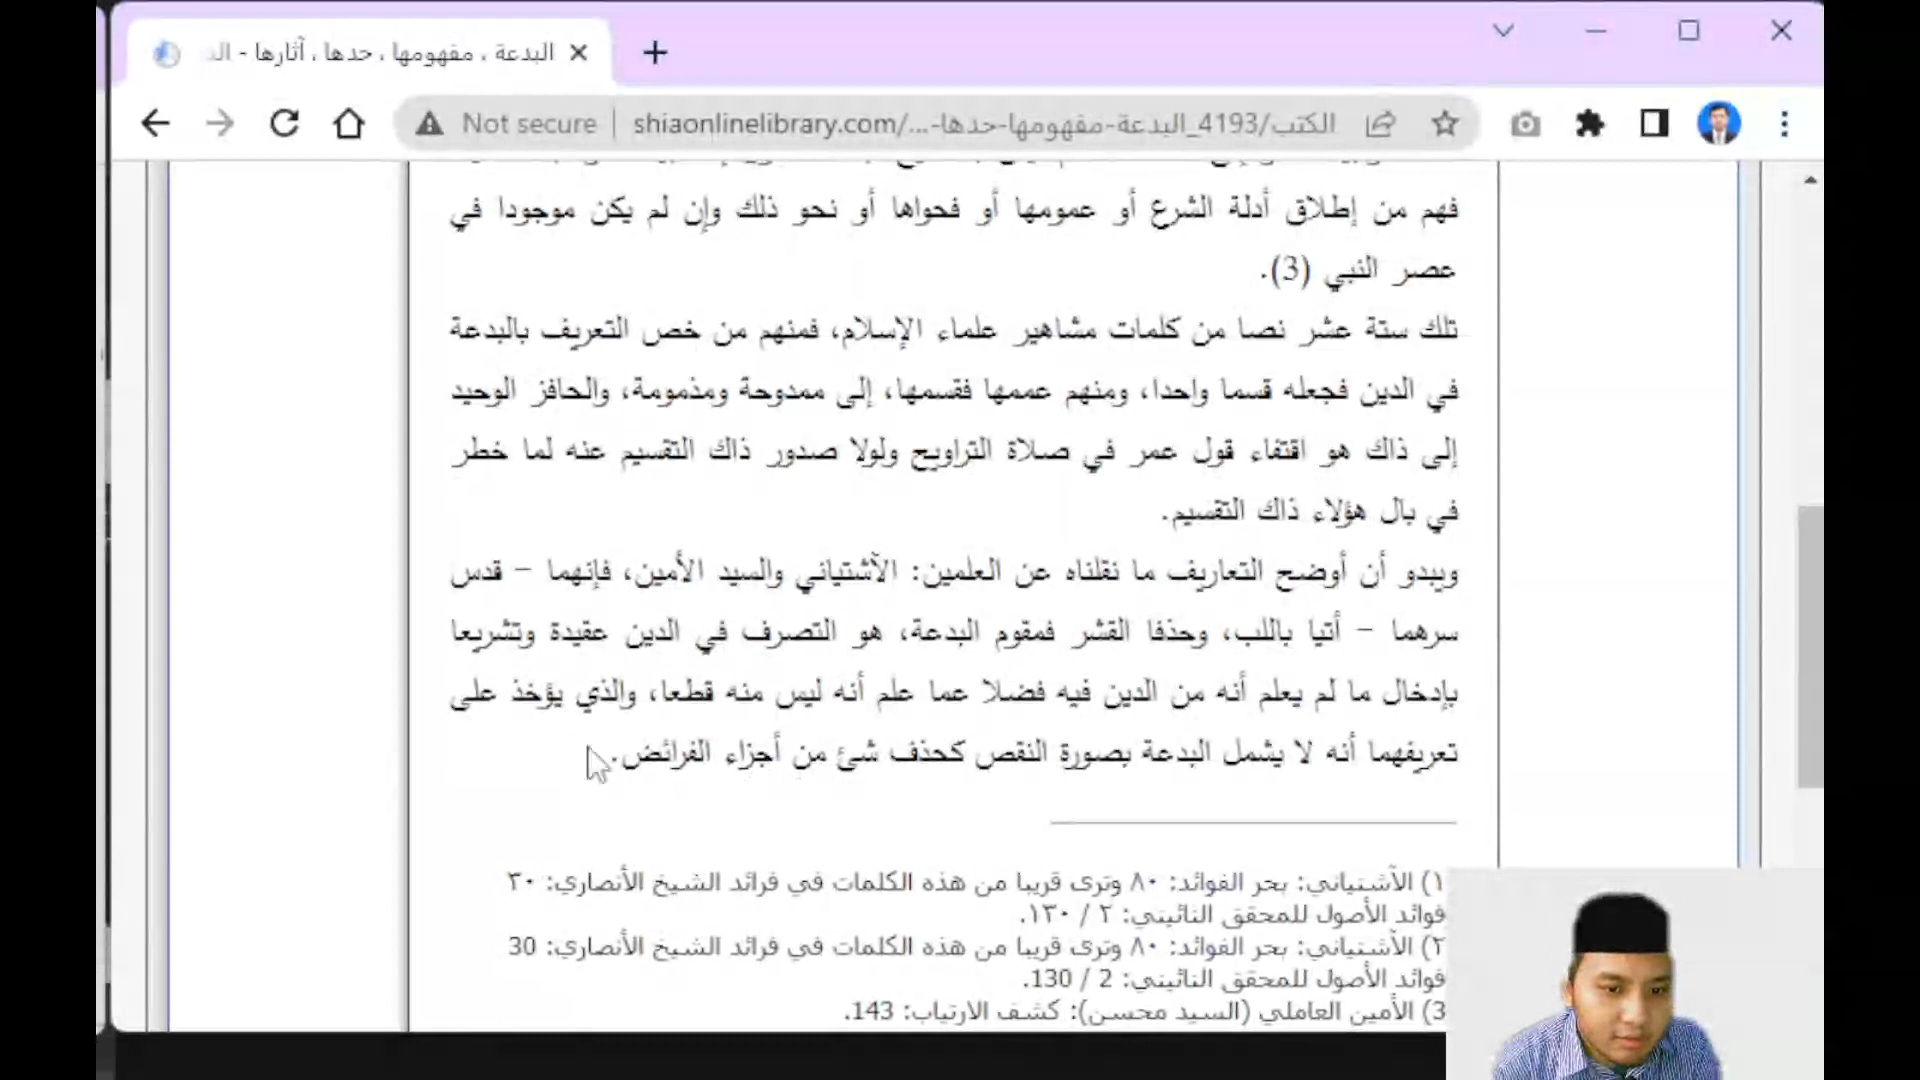 البدعة ، مفهومها ، حدها ، آثارها - الـ
Not secure
shiaonlinelibrary.com/...-الكتب/4193_البدعة-مفهومها-حدها
فهم من إطلاق أدلة الشرع أو عمومها أو فحواها أو نحو ذلك وإن لم يكن موجودا في
عصر النبي (3).
تلك ستة عشر نصا من كلمات مشاهير علماء الإسلام، فمنهم من خص التعريف بالبدعة
في الدين فجعله قسما واحدا، ومنهم عممها فقسمها، إلى ممدوحة ومذمومة، والحافز الوحيد
إلى ذاك هو اقتفاء قول عمر في صلاة التراويح ولولا صدور ذاك التقسيم عنه لما خطر
في بال هؤلاء ذاك التقسيم.
ويبدو أن أوضح التعاريف ما نقلناه عن العلمين: الآشتياني والسيد الأمين، فإنهما – قدس
سرهما – أتيا باللب، وحذفا القشر فمقوم البدعة، هو التصرف في الدين عقيدة وتشريعا
بإدخال ما لم يعلم أنه من الدين فيه فضلا عما علم أنه ليس منه قطعا، والذي يؤخذ على
تعريفهما أنه لا يشمل البدعة بصورة النقص كحذف شئ من أجزاء الفرائض.
١) الآشتياني: بحر الفوائد: ٨٠ وترى قريبا من هذه الكلمات في فرائد الشيخ الأنصاري: ٣٠
فوائد الأصول للمحقق النائيني: ٢ / ١٣٠.
٢) الآشتياني: بحر الفوائد: ٨٠ وترى قريبا من هذه الكلمات في فرائد الشيخ الأنصاري: 30
فوائد الأصول للمحقق النائيني: 2 / 130.
3) الأمين العاملي (السيد محسن): كشف الارتياب: 143.